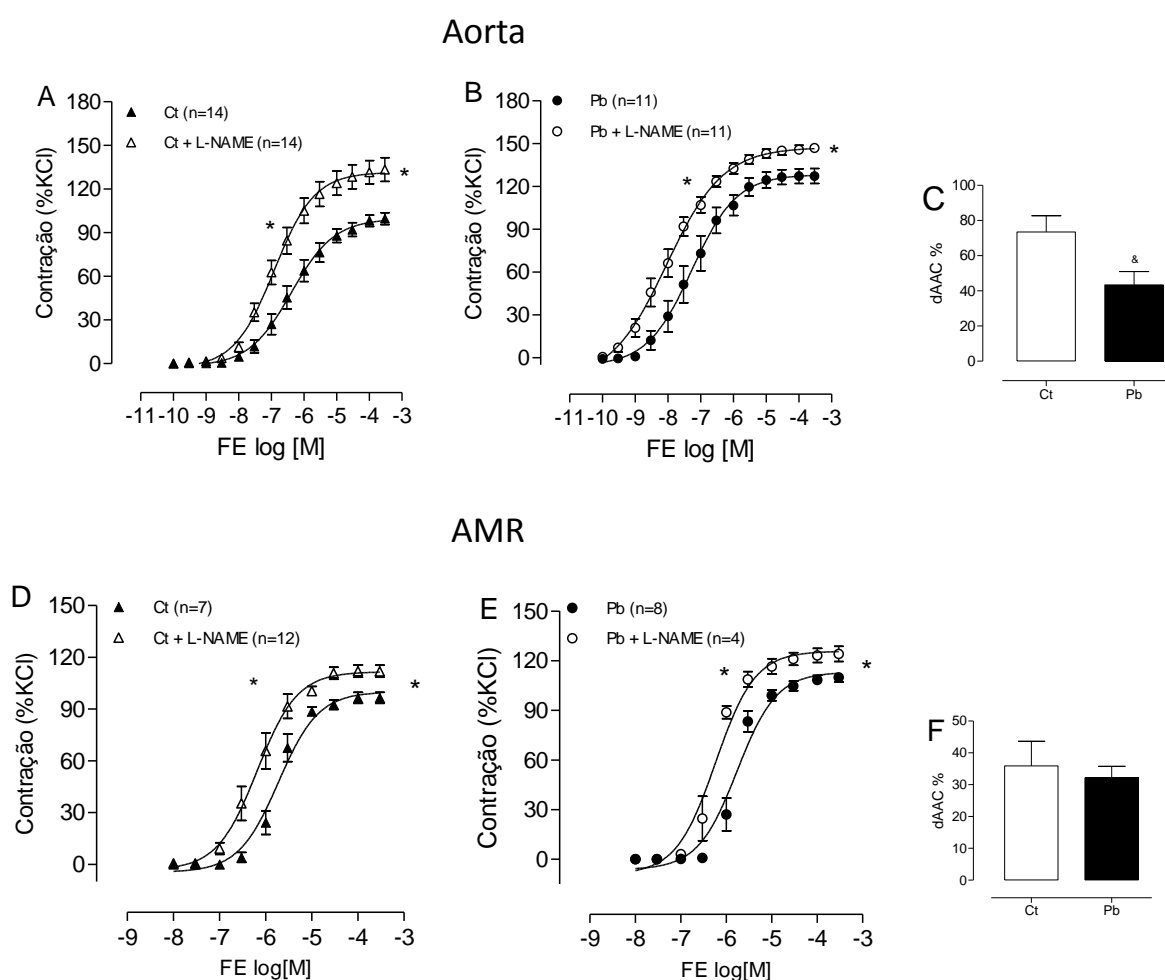 Aorta
A
Ct (n=14)
Ct + L-NAME (n=14)
Contração (%KCl)
180
150
120
90
60
30
0
*
*
-11 -10 -9 -8 -7 -6 -5 -4 -3
FE log [M]
B
Pb (n=11)
Pb + L-NAME (n=11)
Contração (%KCl)
180
150
120
90
60
30
0
*
*
-11 -10 -9 -8 -7 -6 -5 -4 -3
FE log [M]
C
dAAC %
80
60
40
20
0
&
Ct Pb
AMR
D
Ct (n=7)
Ct + L-NAME (n=12)
Contração (%KCl)
150
120
90
60
30
0
*
*
-9 -8 -7 -6 -5 -4 -3
FE log[M]
E
Pb (n=8)
Pb + L-NAME (n=4)
Contração (%KCl)
150
120
90
60
30
0
*
*
-9 -8 -7 -6 -5 -4 -3
FE log[M]
F
dAAC %
50
40
30
20
10
0
Ct Pb